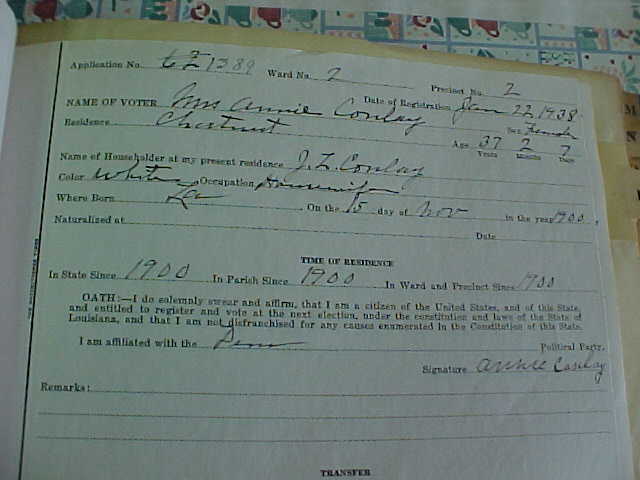 Application No. 1389 Ward No. 2 Precinct No. 2
NAME OF VOTER Mrs Annie Conlay Date of Registration Jan 22, 1938
Residence Chestnut Sex Female
Age 37 2 7
Years Months Days
Name of Householder at my present residence J. L. Conlay
Color White Occupation Housewife
Where Born La On the 15 day of Nov in the year 1900,
Naturalized at Date
TIME OF RESIDENCE
In State Since 1900 In Parish Since 1900 In Ward and Precinct Since 1900
OATH:—I do solemnly swear and affirm, that I am a citizen of the United States, and of this State,
and entitled to register and vote at the next election, under the constitution and laws of the State of
Louisiana, and that I am not disfranchised for any causes enumerated in the Constitution of this State.
I am affiliated with the Dem Political Party.
Signature Annie Conlay
Remarks:
TRANSFER